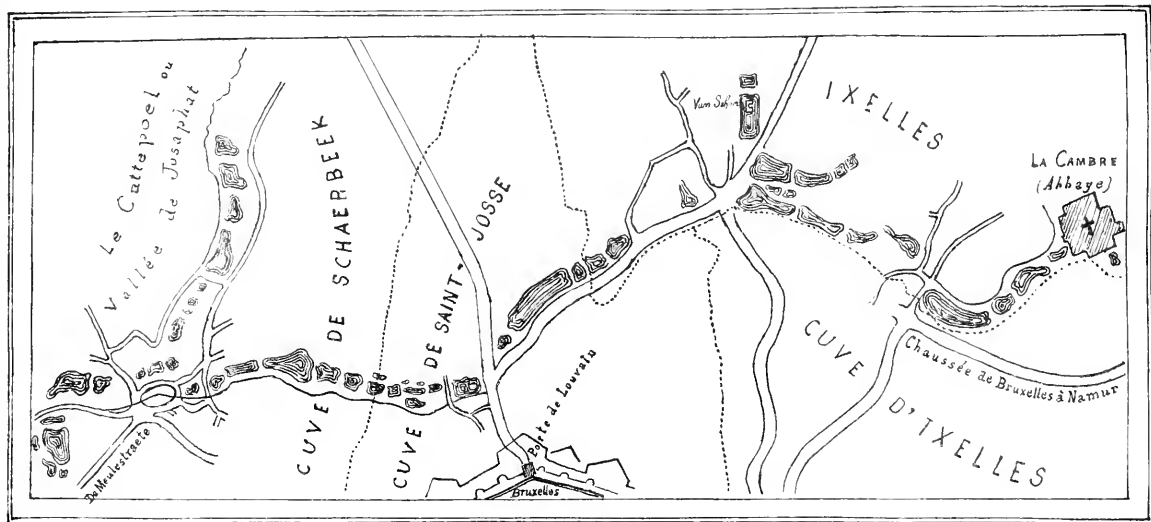 Le Cattepoel ou
Vallée de Josaphat
CUVE DE SCHAERBEEK
CUVE DE SAINT-JOSSE
De Meulestraete
Porte de Louvain
Bruxelles
IXELLES
LA CAMBRE
(Abbaye)
Chaussée de Bruxelles à Namur
CUVE
D'IXELLES